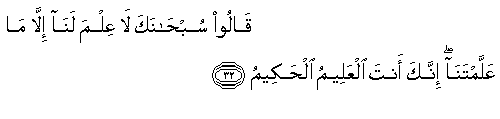 قَالُوا۟ سُبْحَـٰنَكَ لَا عِلْمَ لَنَآ إِلَّا مَا
عَلَّمْتَنَآ ۖ إِنَّكَ أَنتَ ٱلْعَلِيمُ ٱلْحَكِيمُ ٣٢